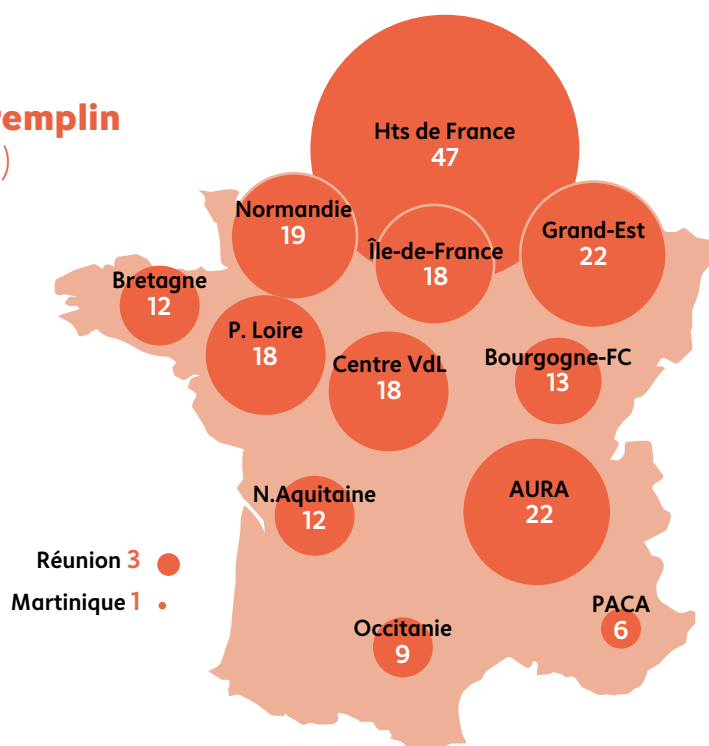 remplin
)
Hts de France
47
Normandie
19
Île-de-France
18
Grand-Est
22
Bretagne
12
P. Loire
18
Centre VdL
18
Bourgogne-FC
13
N.Aquitaine
12
AURA
22
Réunion 3
Martinique 1
PACA
6
Occitanie
9